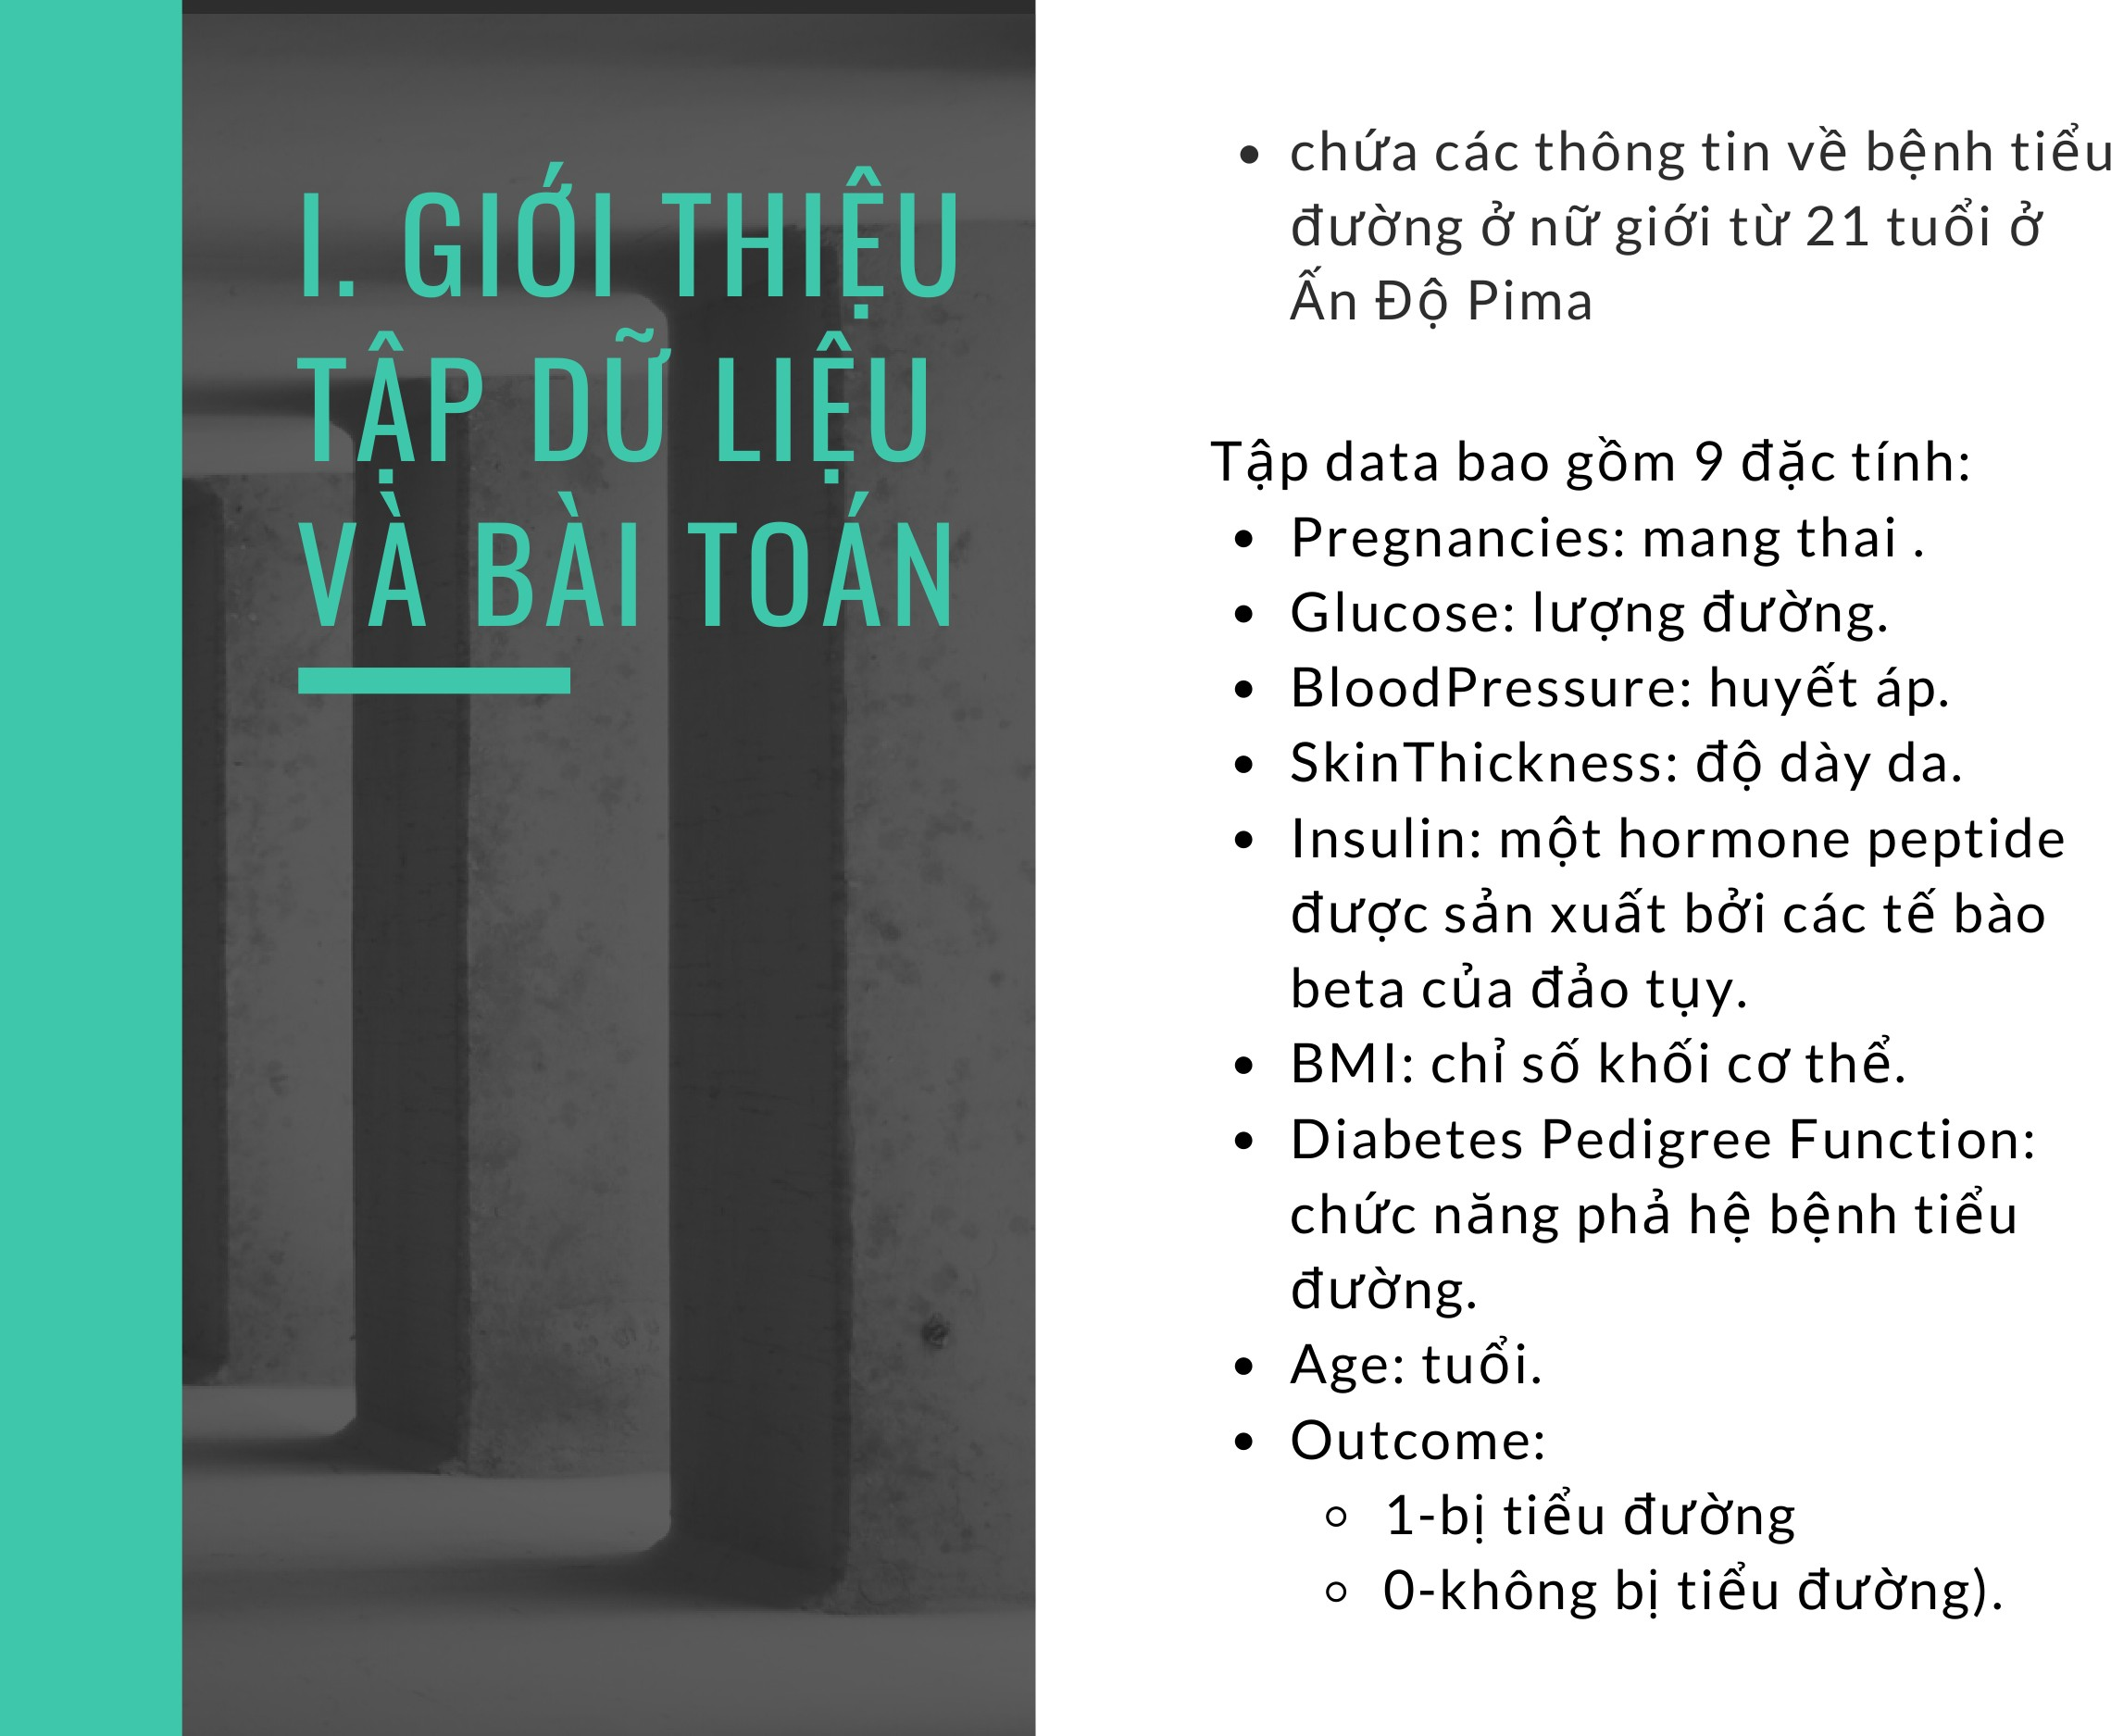 I. GIỚI THIỆU
TẬP DỮ LIỆU
VÀ BÀI TOÁN
• chứa các thông tin về bệnh tiểu
đường ở nữ giới từ 21 tuổi ở
Ấn Độ Pima
Tập data bao gồm 9 đặc tính:
• Pregnancies: mang thai .
• Glucose: lượng đường.
• BloodPressure: huyết áp.
• SkinThickness: độ dày da.
• Insulin: một hormone peptide
được sản xuất bởi các tế bào
beta của đảo tụy.
• BMI: chỉ số khối cơ thể.
• Diabetes Pedigree Function:
chức năng phả hệ bệnh tiểu
đường.
• Age: tuổi.
• Outcome:
◦ 1-bị tiểu đường
◦ 0-không bị tiểu đường).